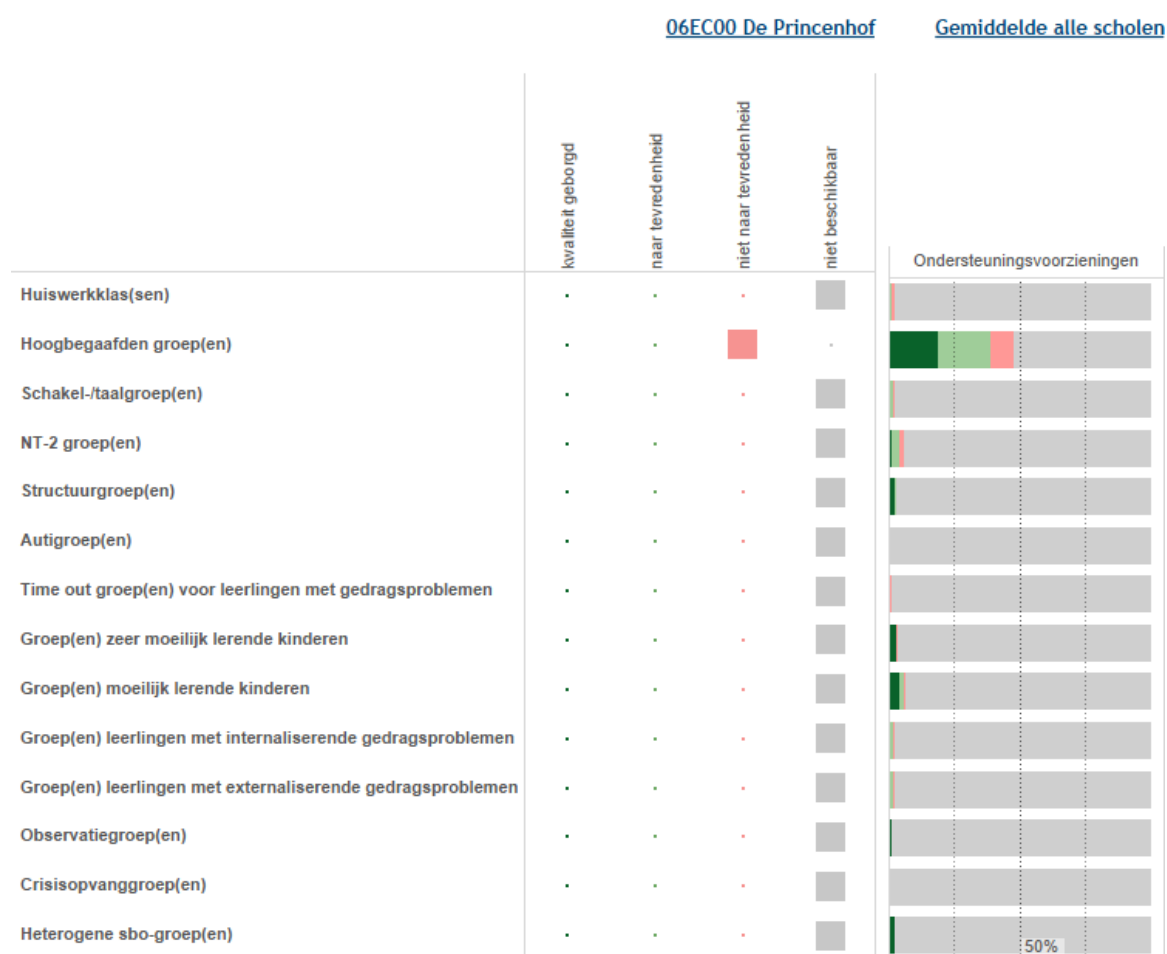 06EC00 De Princenhof
Gemiddelde alle scholen
kwaliteit geborgd
naar tevredenheid
niet naar tevredenheid
niet beschikbaar
Ondersteuningsvoorzieningen
Huiswerkklas(sen)
Hoogbegaafden groep(en)
Schakel-/taalgroep(en)
NT-2 groep(en)
Structuurgroep(en)
Autigroep(en)
Time out groep(en) voor leerlingen met gedragsproblemen
Groep(en) zeer moeilijk lerende kinderen
Groep(en) moeilijk lerende kinderen
Groep(en) leerlingen met internaliserende gedragsproblemen
Groep(en) leerlingen met externaliserende gedragsproblemen
Observatiegroep(en)
Crisisopvanggroep(en)
Heterogene sbo-groep(en)
50%